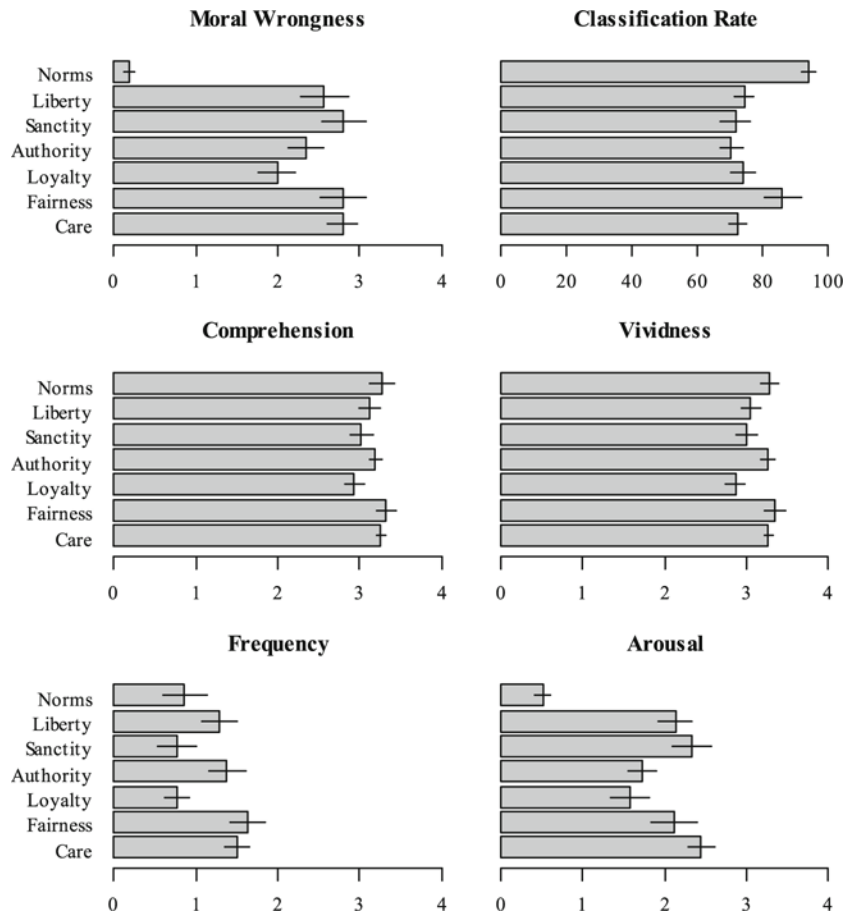 Moral Wrongness
Classification Rate
Norms
Liberty
Sanctity
Authority
Loyalty
Fairness
Care
0 1 2 3 4
0 20 40 60 80 100
Comprehension
Vividness
Norms
Liberty
Sanctity
Authority
Loyalty
Fairness
Care
0 1 2 3 4
0 1 2 3 4
Frequency
Arousal
Norms
Liberty
Sanctity
Authority
Loyalty
Fairness
Care
0 1 2 3 4
0 1 2 3 4